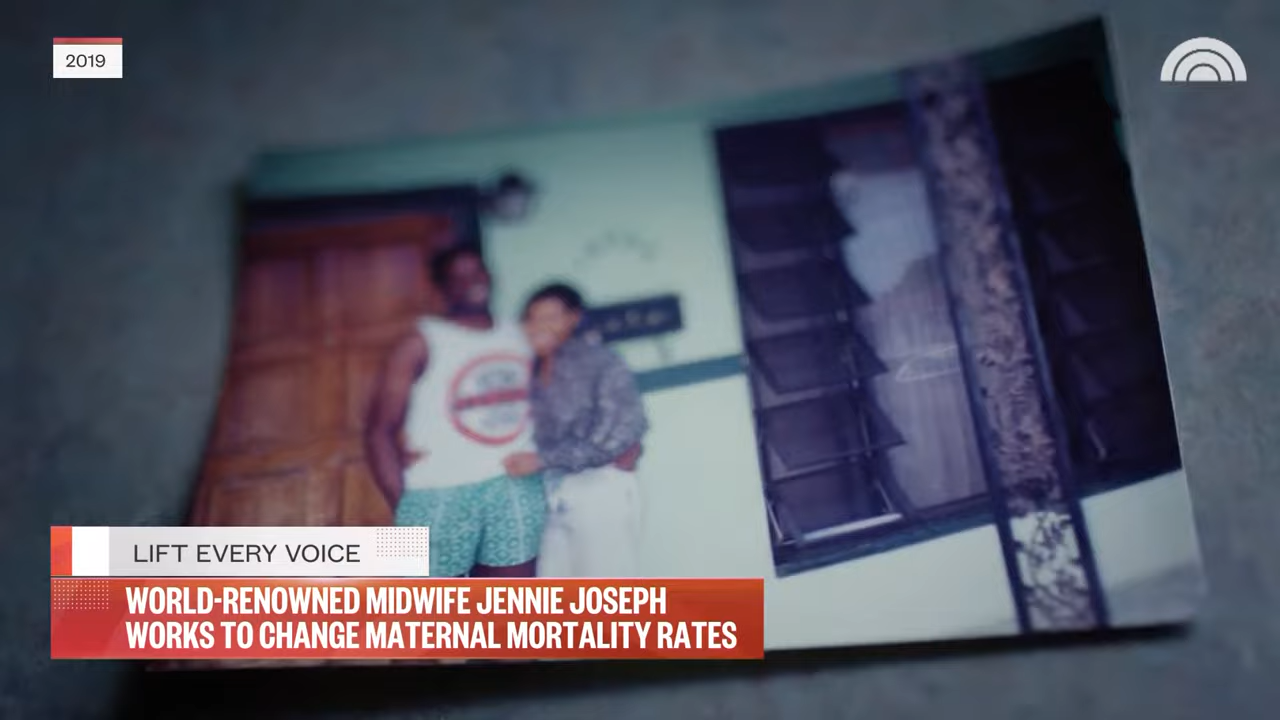 2019
LIFT EVERY VOICE
WORLD-RENOWNED MIDWIFE JENNIE JOSEPH
WORKS TO CHANGE MATERNAL MORTALITY RATES